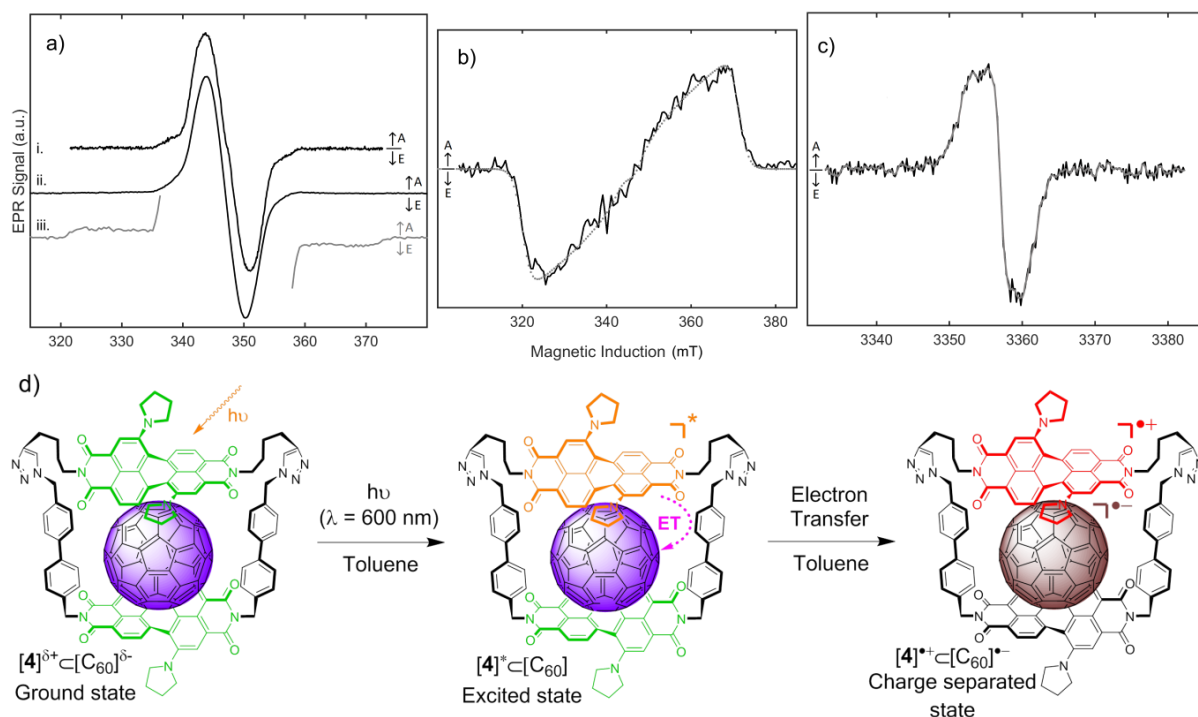 a)
b)
c)
EPR Signal (a.u.)
i.
ii.
iii.
↑A
↓E
↑A
↓E
↑A
↓E
A
↑
↓
E
A
↑
↓
E
320 330 340 350 360 370
320 340 360 380
3340 3350 3360 3370 3380
Magnetic Induction (mT)
d)
hυ
N
O
O
O
O
N
N
N
N
N
N
N
O
O
N
N
O
O
N
[4]δ+⊂[C60]δ-
Ground state
hυ
(λ = 600 nm)
Toluene
*
N
O
O
O
O
N
N
N
N
N
N
N
ET
O
O
N
N
O
O
N
[4]*⊂[C60]
Excited state
Electron
Transfer
Toluene
•+
N
O
O
O
O
N
N
N
N
N
N
N
•−
O
O
N
N
O
O
N
[4]•+⊂[C60]•−
Charge separated
state